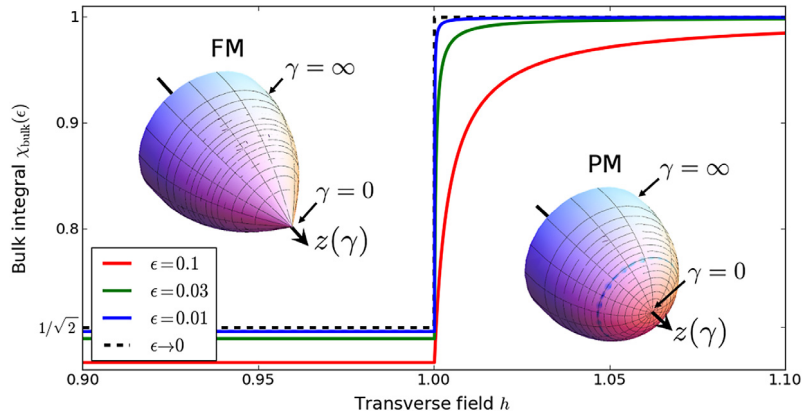 FM
γ = ∞
γ = 0
z(γ)
PM
γ = ∞
γ = 0
z(γ)
Bulk integral χ_bulk(ϵ)
1
0.9
0.8
1/√2
ϵ=0.1
ϵ=0.03
ϵ=0.01
ϵ→0
0.90 0.95 1.00 1.05 1.10
Transverse field h